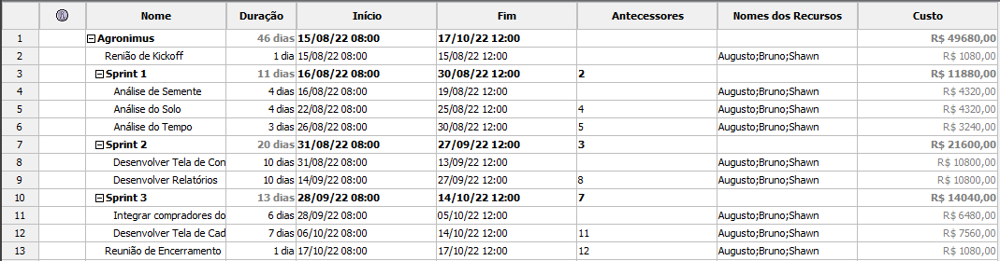 Nome Duração Início Fim Antecessores Nomes dos Recursos Custo
1 Agronimus 46 dias 15/08/22 08:00 17/10/22 12:00 R$ 49680,00
2 Renião de Kickoff 1 dia 15/08/22 08:00 15/08/22 12:00 Augusto;Bruno;Shawn R$ 1080,00
3 Sprint 1 11 dias 16/08/22 08:00 30/08/22 12:00 2 R$ 11880,00
4 Análise de Semente 4 dias 16/08/22 08:00 19/08/22 12:00 Augusto;Bruno;Shawn R$ 4320,00
5 Análise do Solo 4 dias 22/08/22 08:00 25/08/22 12:00 4 Augusto;Bruno;Shawn R$ 4320,00
6 Análise do Tempo 3 dias 26/08/22 08:00 30/08/22 12:00 5 Augusto;Bruno;Shawn R$ 3240,00
7 Sprint 2 20 dias 31/08/22 08:00 27/09/22 12:00 3 R$ 21600,00
8 Desenvolver Tela de Con 10 dias 31/08/22 08:00 13/09/22 12:00 Augusto;Bruno;Shawn R$ 10800,00
9 Desenvolver Relatórios 10 dias 14/09/22 08:00 27/09/22 12:00 8 Augusto;Bruno;Shawn R$ 10800,00
10 Sprint 3 13 dias 28/09/22 08:00 14/10/22 12:00 7 R$ 14040,00
11 Integrar compradores do 6 dias 28/09/22 08:00 05/10/22 12:00 Augusto;Bruno;Shawn R$ 6480,00
12 Desenvolver Tela de Cad 7 dias 06/10/22 08:00 14/10/22 12:00 11 Augusto;Bruno;Shawn R$ 7560,00
13 Reunião de Encerramento 1 dia 17/10/22 08:00 17/10/22 12:00 12 Augusto;Bruno;Shawn R$ 1080,00